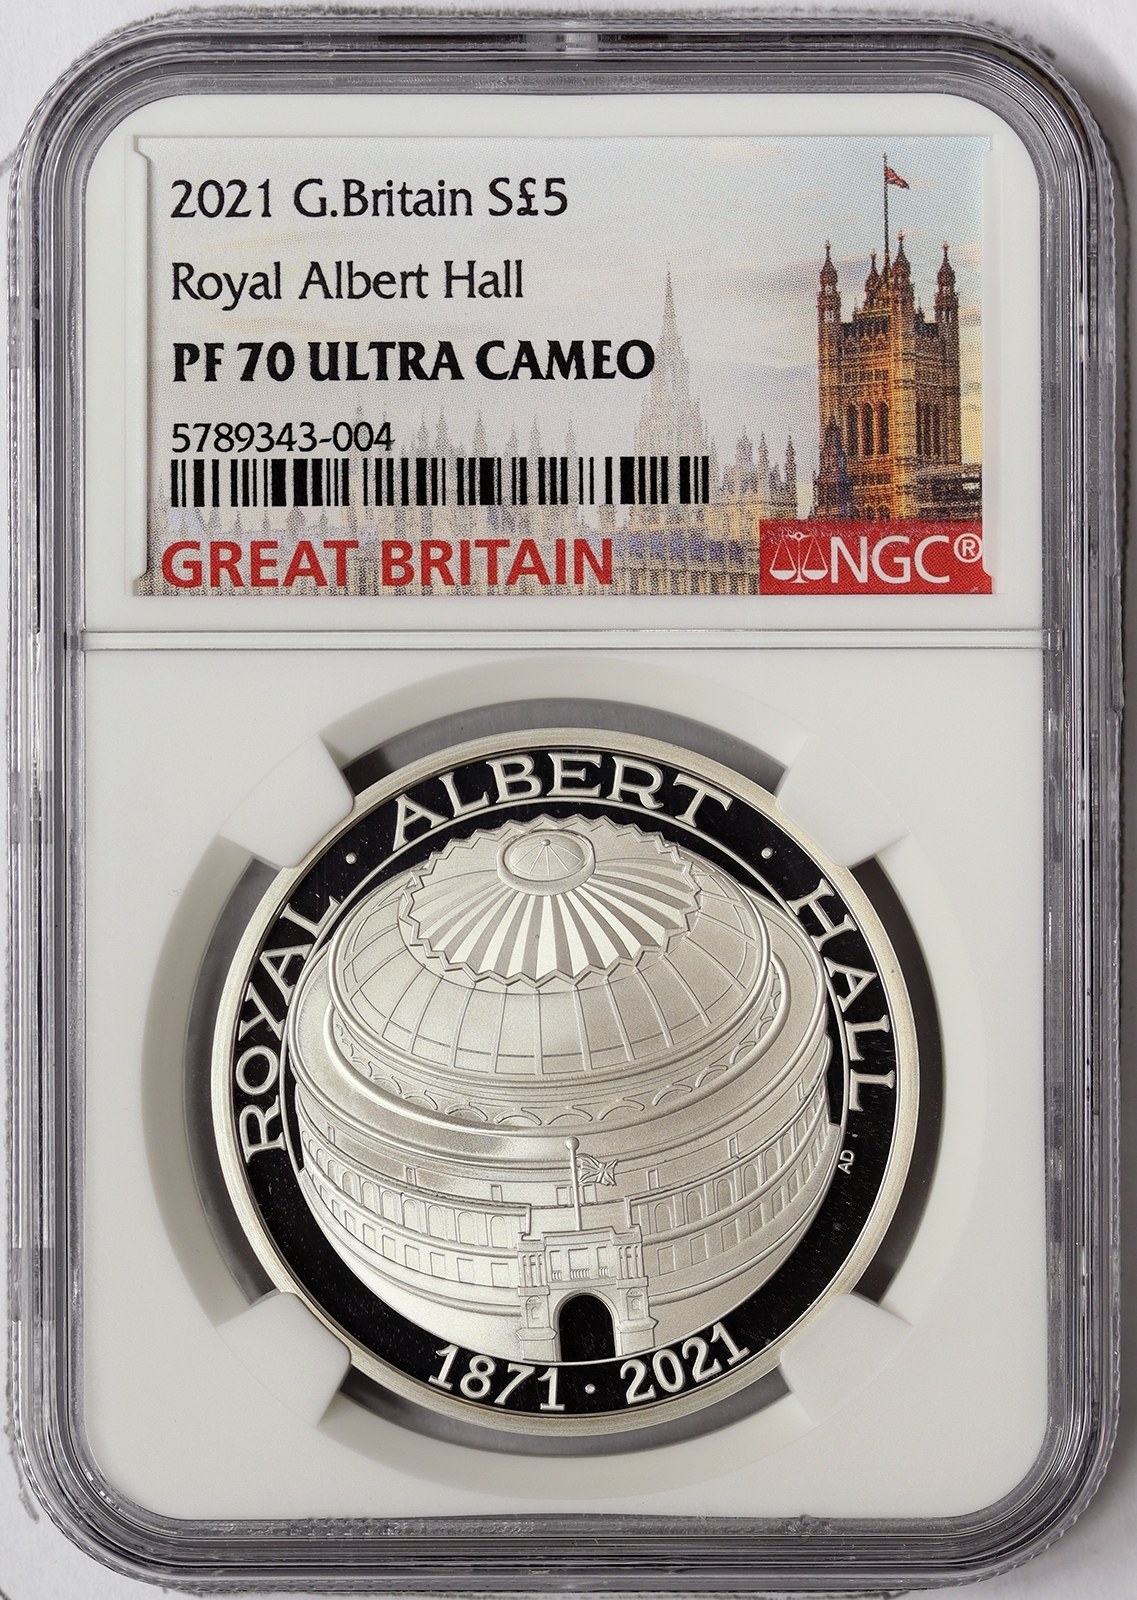 2021 G.Britain S£5
Royal Albert Hall
PF 70 ULTRA CAMEO
5789343-004
GREAT BRITAIN
NGC®
ROYAL · ALBERT · HALL
AD
1871 · 2021